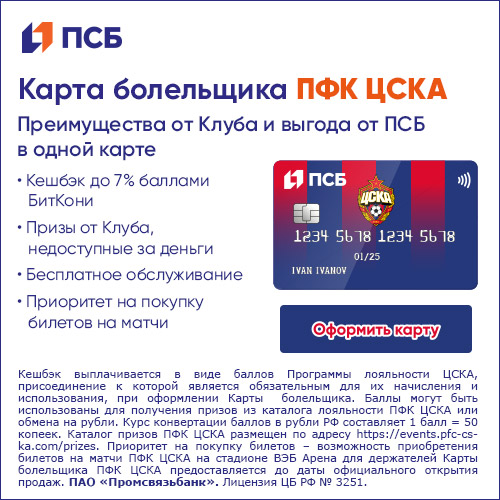 ПСБ
Карта болельщика ПФК ЦСКА
Преимущества от Клуба и выгода от ПСБ
в одной карте
• Кешбэк до 7% баллами
БитКони
• Призы от Клуба,
недоступные за деньги
• Бесплатное обслуживание
• Приоритет на покупку
билетов на матчи
ПСБ
ЦСКА
1234 5678 1234 5678
01/25
IVAN IVANOV
Оформить карту
Кешбэк выплачивается в виде баллов Программы лояльности ЦСКА,
присоединение к которой является обязательным для их начисления и
использования, при оформлении Карты болельщика. Баллы могут быть
использованы для получения призов из каталога лояльности ПФК ЦСКА или
обмена на рубли. Курс конвертации баллов в рубли РФ составляет 1 балл = 50
копеек. Каталог призов ПФК ЦСКА размещен по адресу https://events.pfc-cs-
ka.com/prizes. Приоритет на покупку билетов – возможность приобретения
билетов на матчи ПФК ЦСКА на стадионе ВЭБ Арена для держателей Карты
болельщика ПФК ЦСКА предоставляется до даты официального открытия
продаж. ПАО «Промсвязьбанк». Лицензия ЦБ РФ № 3251.